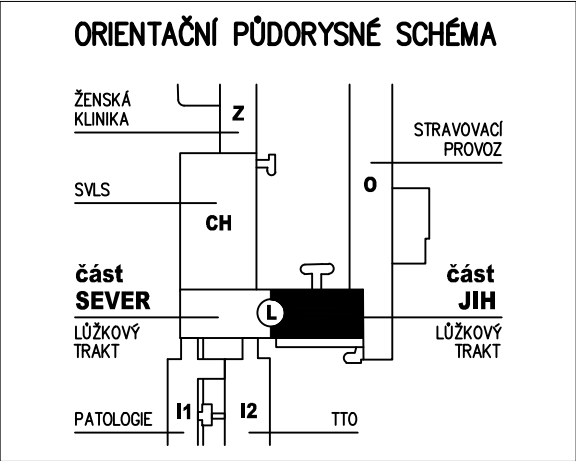 ORIENTAČNÍ PŮDORYSNÉ SCHÉMA
ŽENSKÁ
KLINIKA
Z
STRAVOVACÍ
PROVOZ
O
SVLS
CH
část
SEVER
L
část
JIH
LŮŽKOVÝ
TRAKT
LŮŽKOVÝ
TRAKT
PATOLOGIE
I1
I2
TTO